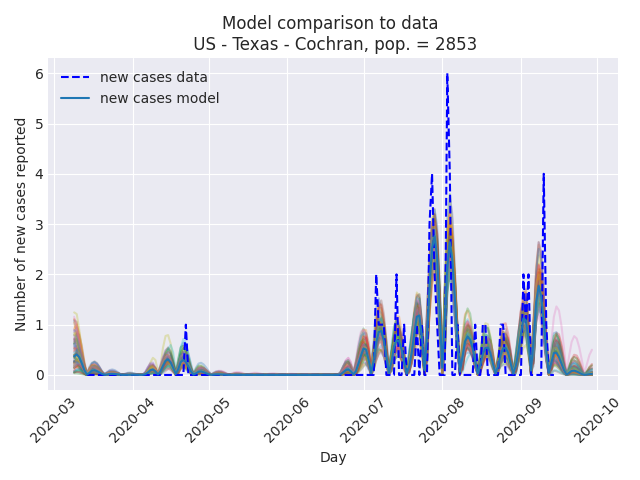 Model comparison to data
US - Texas - Cochran, pop. = 2853
new cases data
new cases model
Number of new cases reported
6
5
4
3
2
1
0
2020-03
2020-04
2020-05
2020-06
2020-07
2020-08
2020-09
2020-10
Day